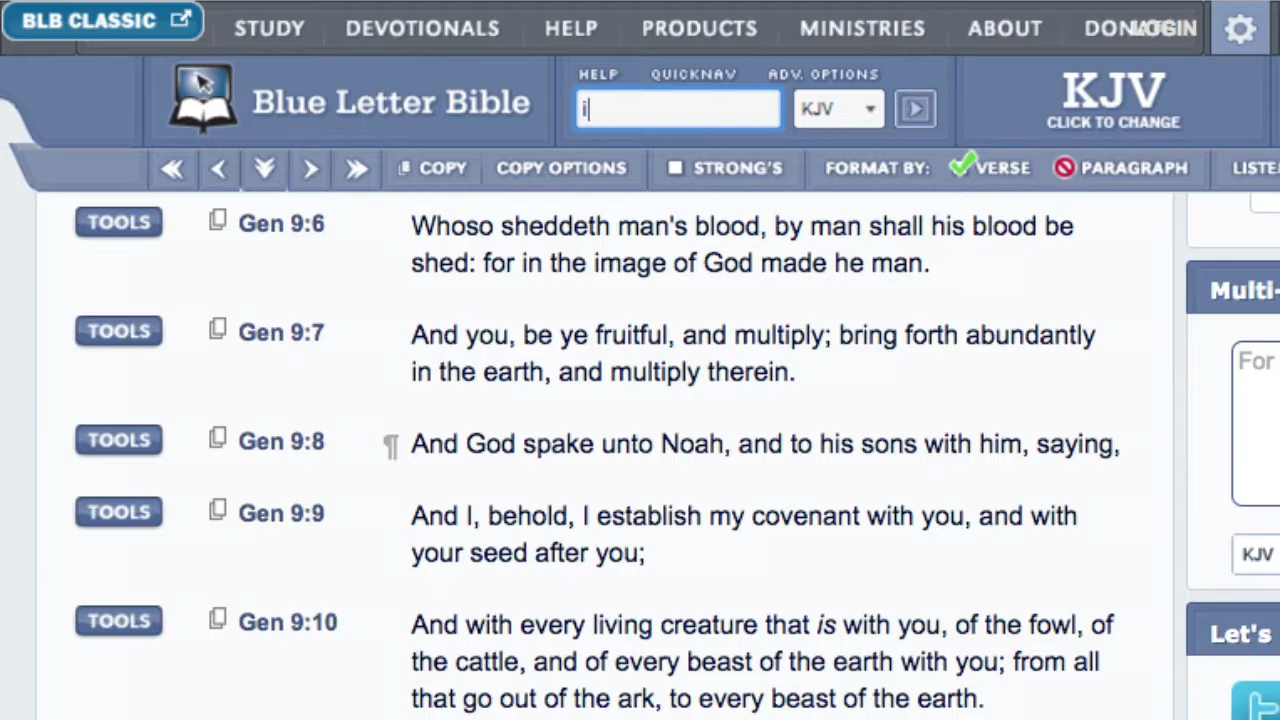 BLB CLASSIC
STUDY DEVOTIONALS HELP PRODUCTS MINISTRIES ABOUT LOGIN
HELP QUICKNAV ADV. OPTIONS
Blue Letter Bible
i
KJV
KJV
CLICK TO CHANGE
COPY COPY OPTIONS STRONG'S FORMAT BY: VERSE PARAGRAPH
TOOLS Gen 9:6 Whoso sheddeth man's blood, by man shall his blood be
shed: for in the image of God made he man.
TOOLS Gen 9:7 And you, be ye fruitful, and multiply; bring forth abundantly
in the earth, and multiply therein.
TOOLS Gen 9:8 ¶ And God spake unto Noah, and to his sons with him, saying,
TOOLS Gen 9:9 And I, behold, I establish my covenant with you, and with
your seed after you;
TOOLS Gen 9:10 And with every living creature that is with you, of the fowl, of
the cattle, and of every beast of the earth with you; from all
that go out of the ark, to every beast of the earth.
Multi-
For
KJV
Let's